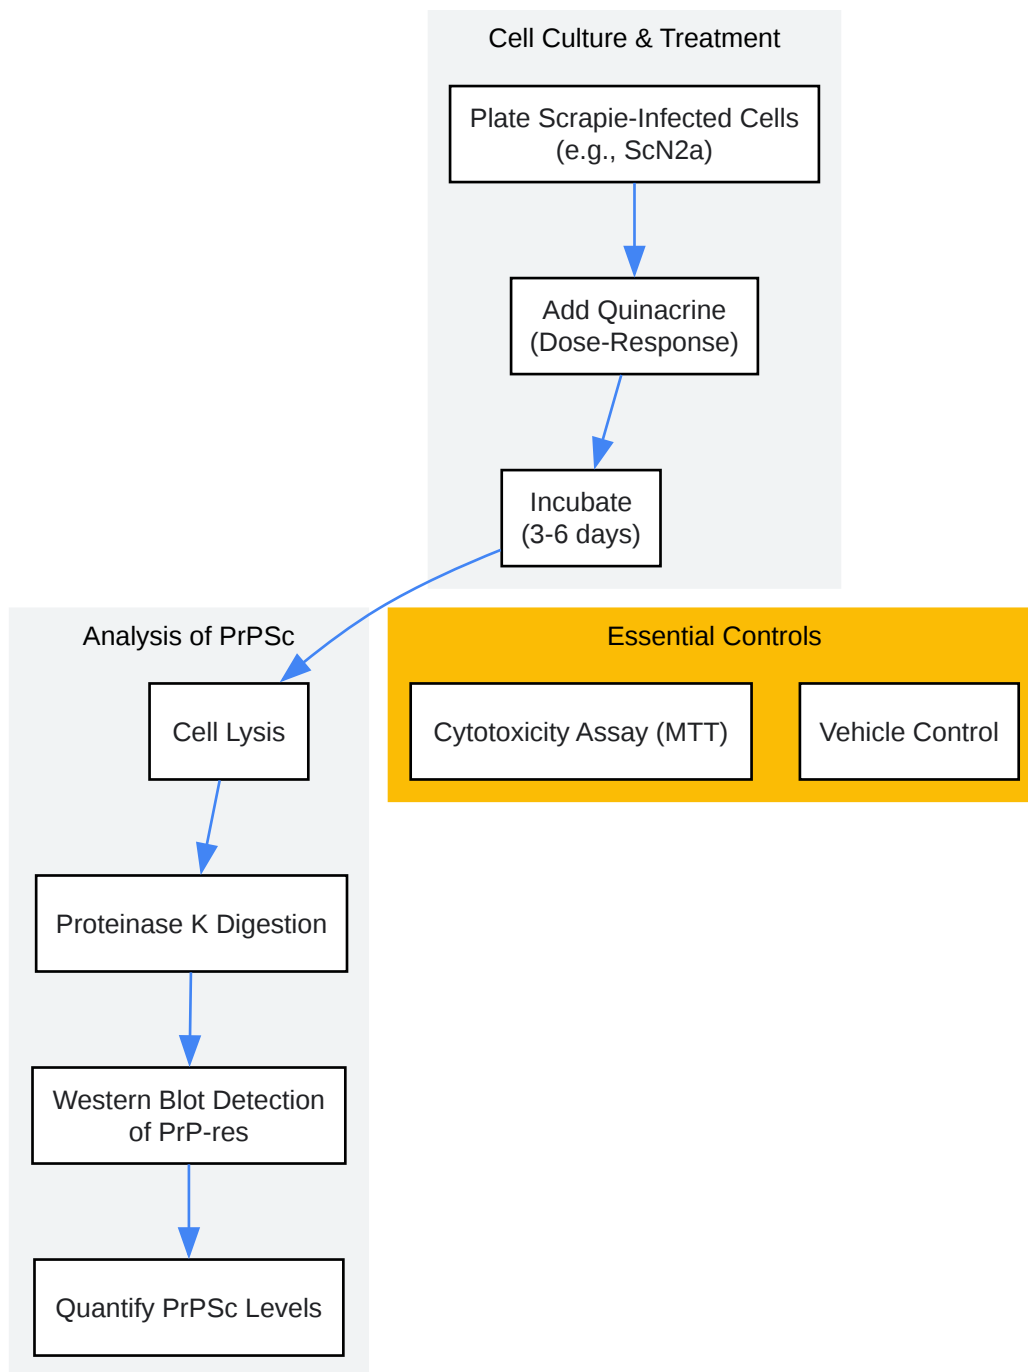 Cell Culture & Treatment
Plate Scrapie-Infected Cells
(e.g., ScN2a)
Add Quinacrine
(Dose-Response)
Incubate
(3-6 days)
Analysis of PrPSc
Cell Lysis
Proteinase K Digestion
Western Blot Detection
of PrP-res
Quantify PrPSc Levels
Essential Controls
Cytotoxicity Assay (MTT)
Vehicle Control